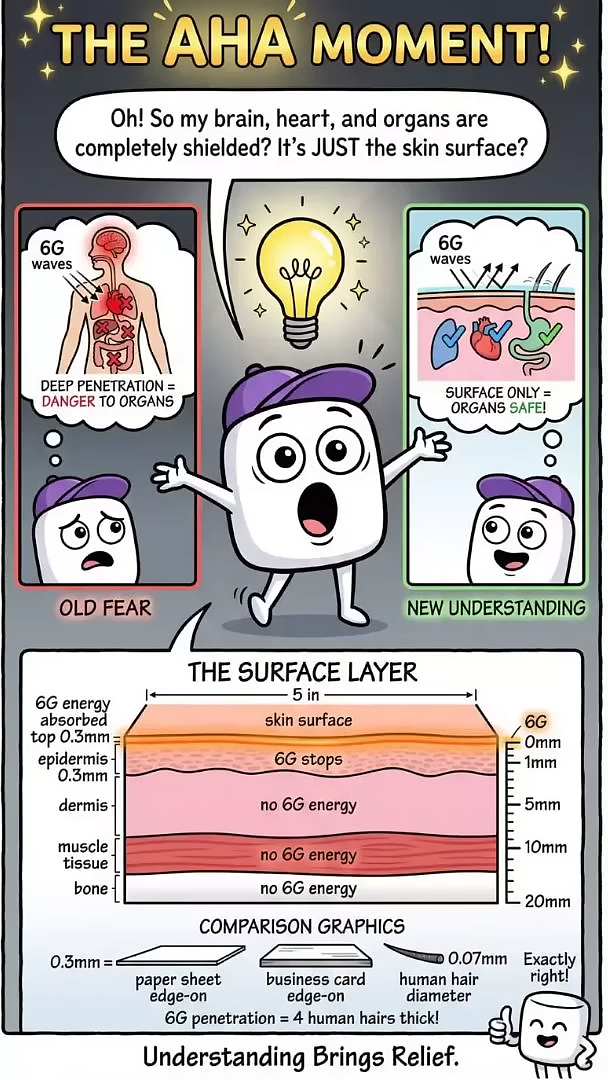 THE AHA MOMENT!
Oh! So my brain, heart, and organs are
completely shielded? It's JUST the skin surface?
6G
waves
DEEP PENETRATION =
DANGER TO ORGANS
OLD FEAR
6G
waves
SURFACE ONLY =
ORGANS SAFE!
NEW UNDERSTANDING
THE SURFACE LAYER
5 in
6G energy
absorbed
top 0.3mm
epidermis
0.3mm
dermis
muscle
tissue
bone
skin surface
6G stops
no 6G energy
no 6G energy
no 6G energy
6G
0mm
1mm
5mm
10mm
20mm
COMPARISON GRAPHICS
0.3mm =
paper sheet
edge-on
business card
edge-on
0.07mm
human hair
diameter
6G penetration = 4 human hairs thick!
Exactly
right!
Understanding Brings Relief.